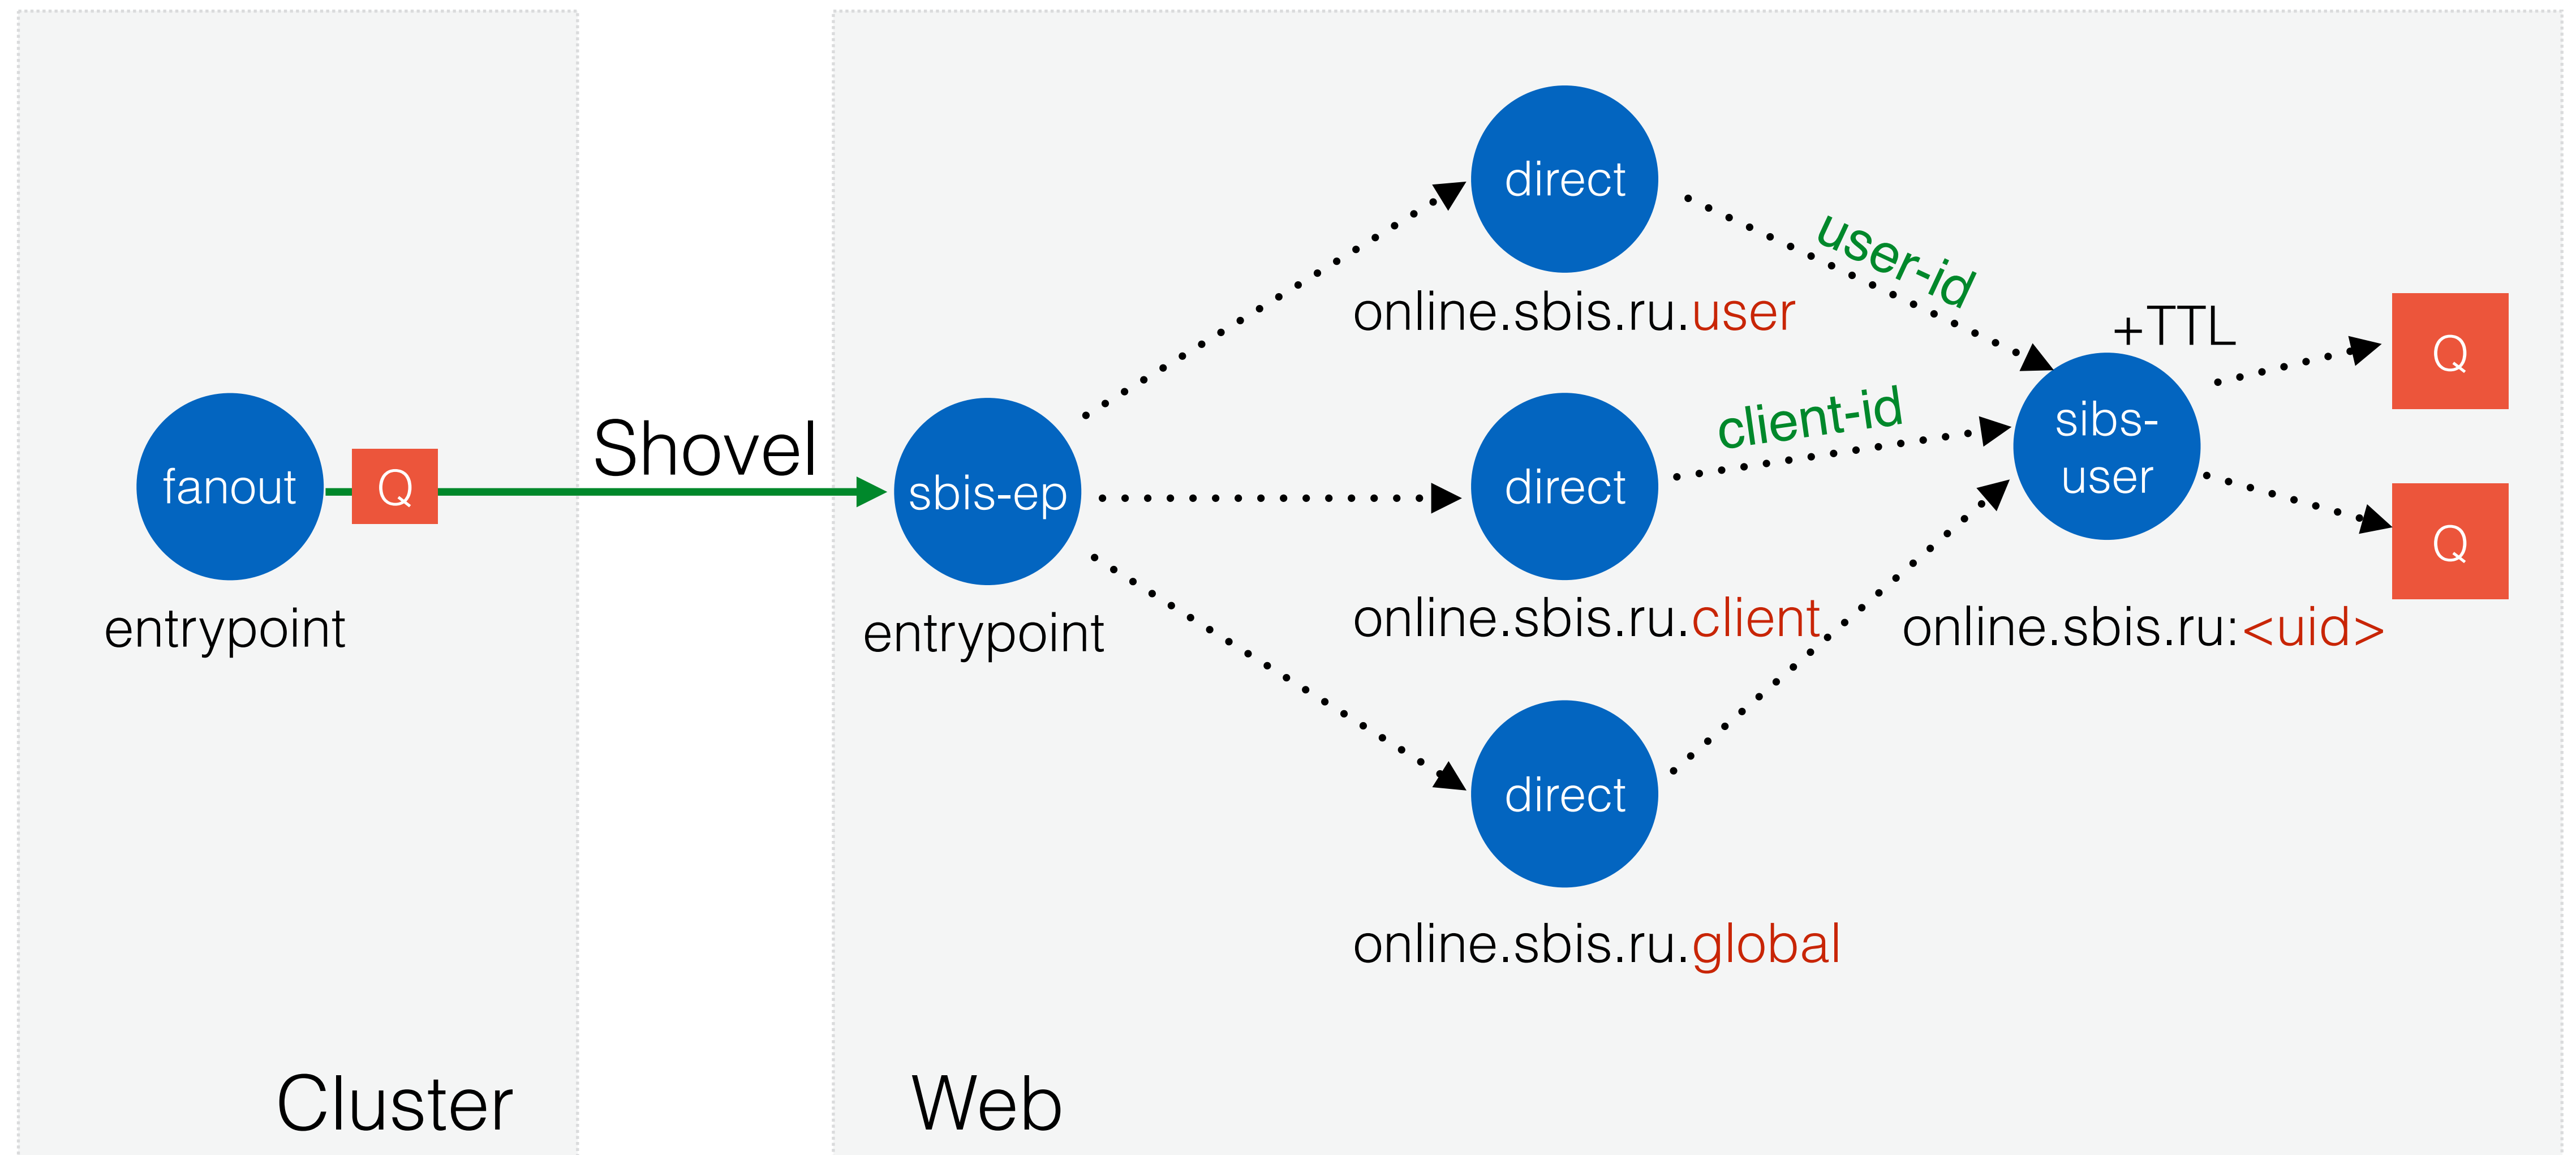 fanout
Q
entrypoint
Cluster
Shovel
sbis-ep
entrypoint
direct
online.sbis.ru.user
direct
online.sbis.ru.client
direct
online.sbis.ru.global
user-id
client-id
+TTL
sibs-
user
online.sbis.ru:<uid>
Q
Q
Web